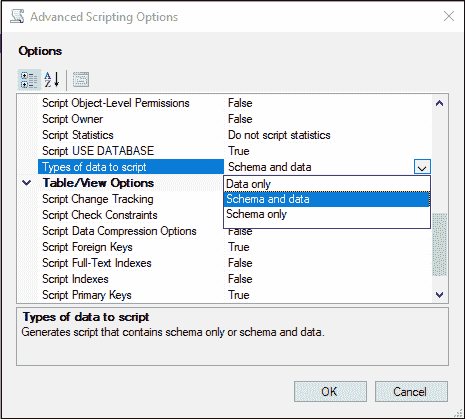 Advanced Scripting Options
Options
Script Object-Level Permissions False
Script Owner False
Script Statistics Do not script statistics
Script USE DATABASE True
Types of data to script Schema and data
Data only
Table/View Options
Script Change Tracking Schema and data
Script Check Constraints Schema only
Script Data Compression Options False
Script Foreign Keys True
Script Full-Text Indexes False
Script Indexes False
Script Primary Keys True
Types of data to script
Generates script that contains schema only or schema and data.
OK Cancel